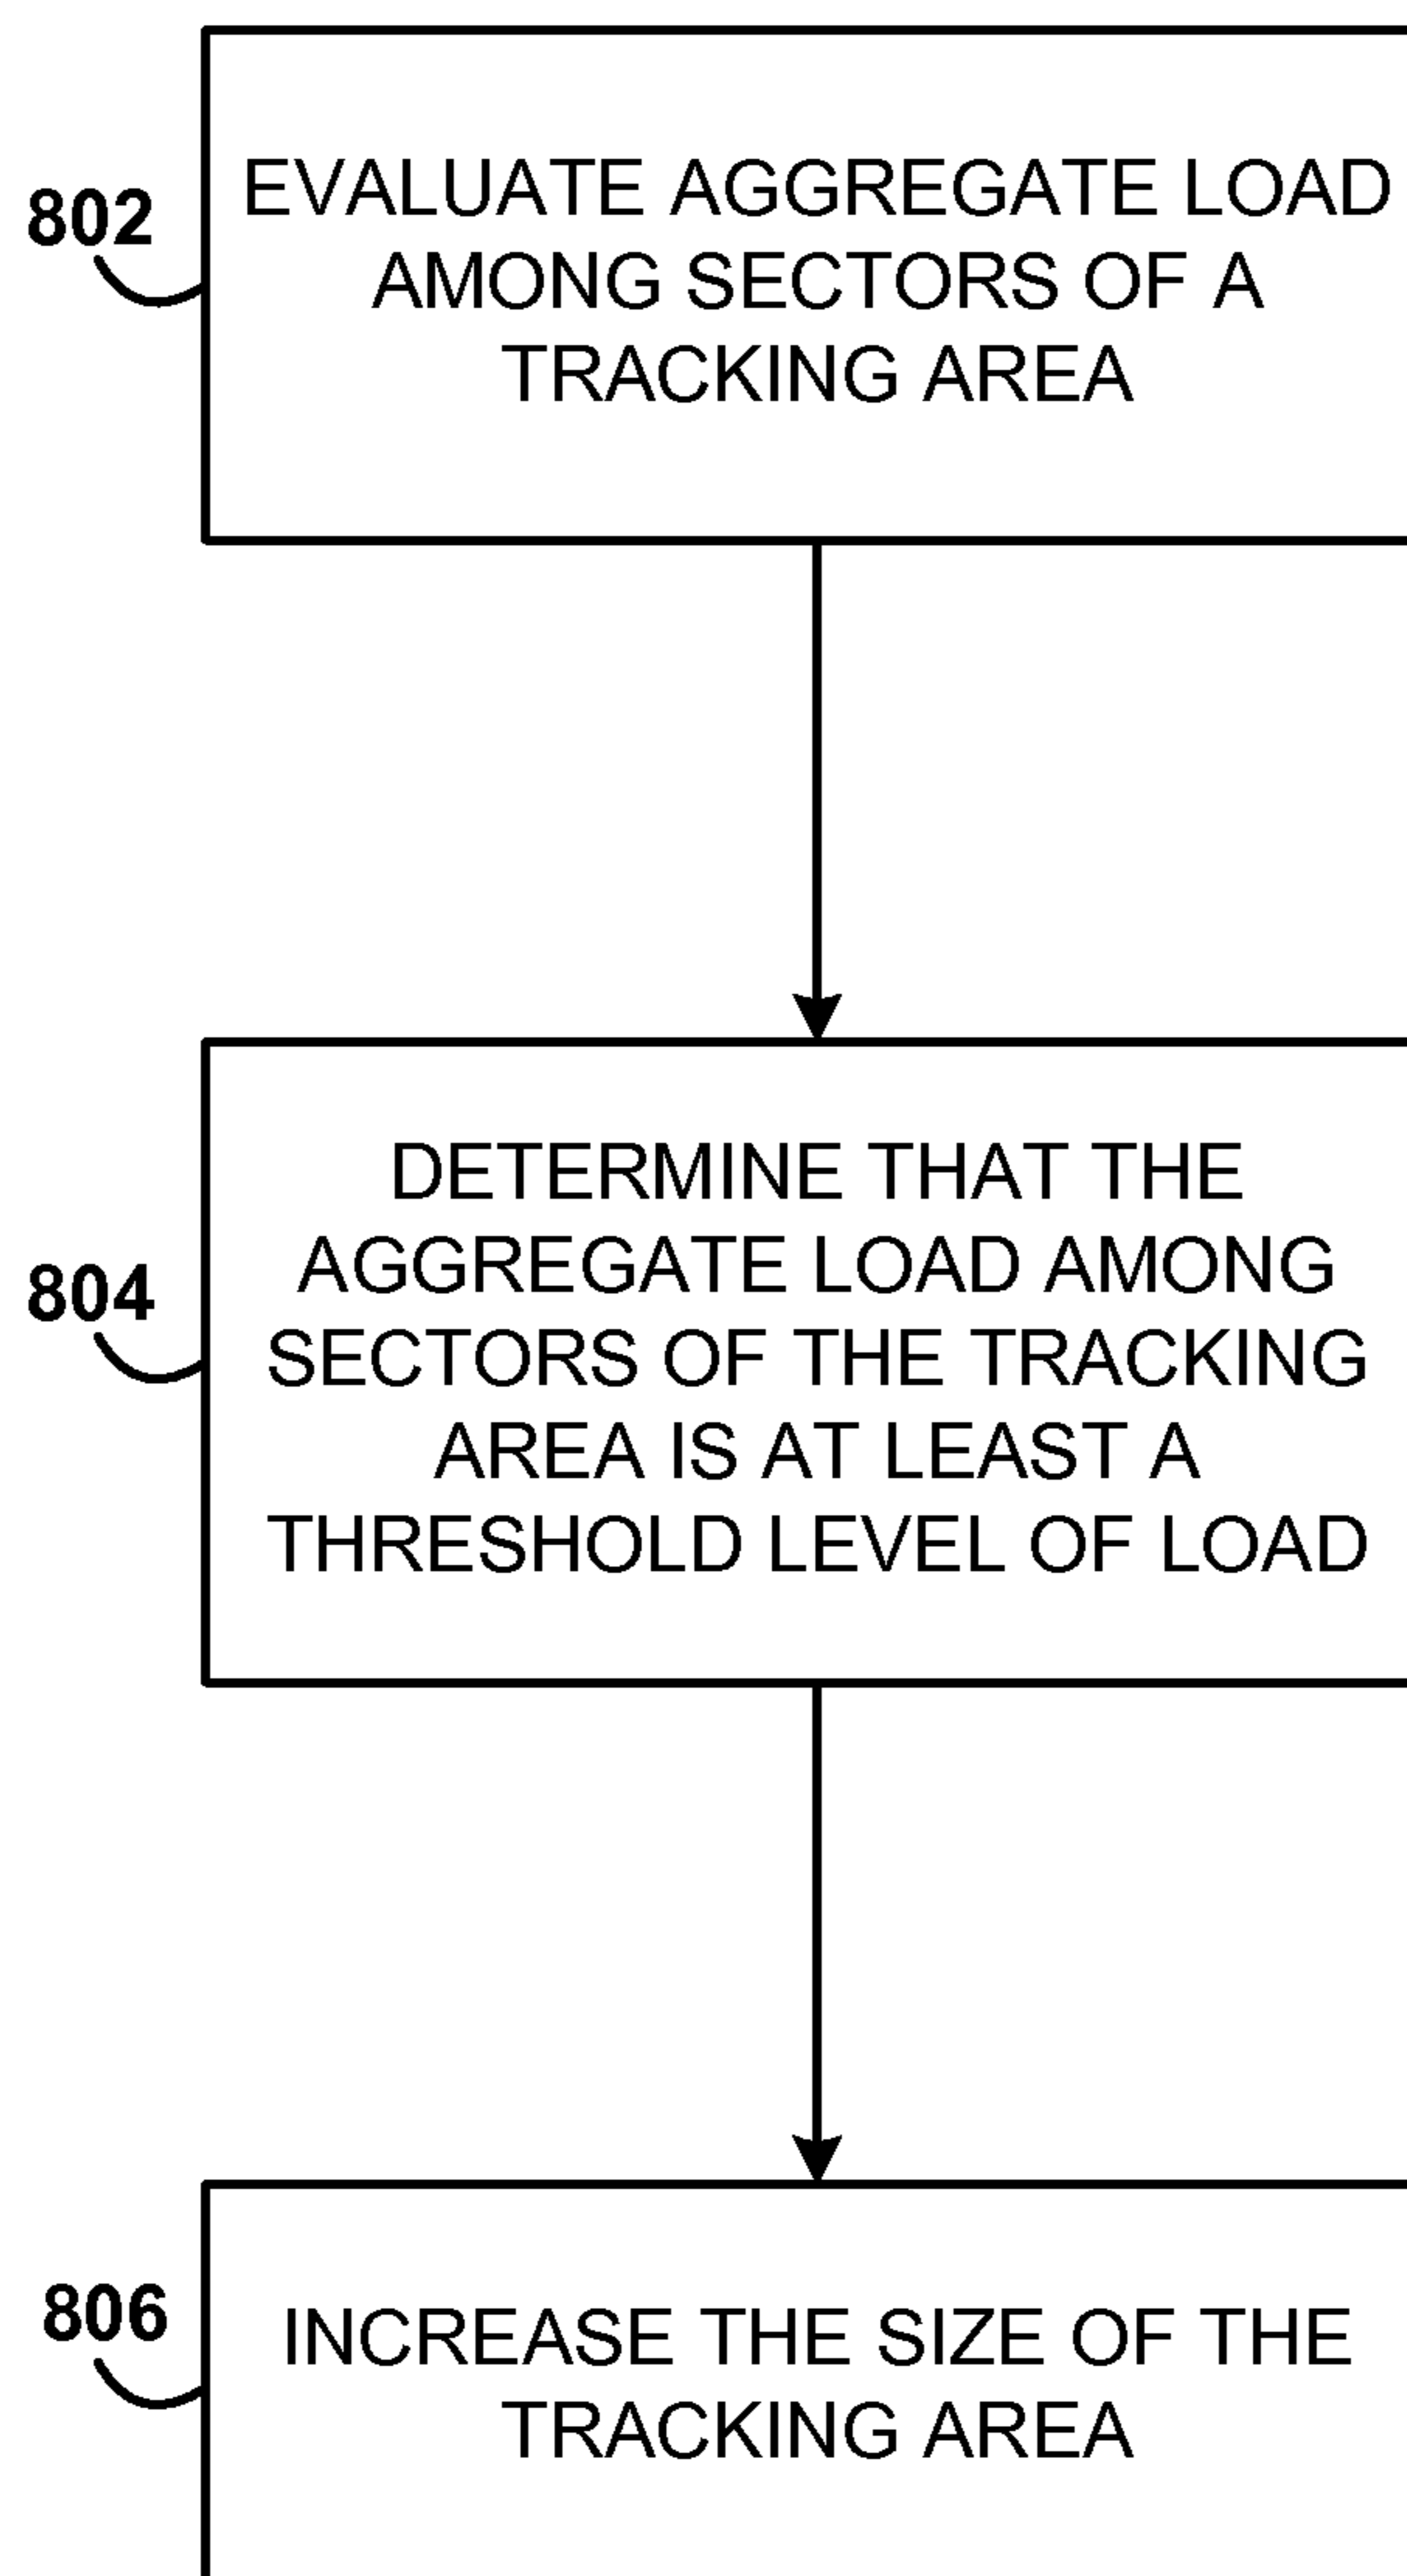 802
EVALUATE AGGREGATE LOAD
AMONG SECTORS OF A
TRACKING AREA
804
DETERMINE THAT THE
AGGREGATE LOAD AMONG
SECTORS OF THE TRACKING
AREA IS AT LEAST A
THRESHOLD LEVEL OF LOAD
806
INCREASE THE SIZE OF THE
TRACKING AREA